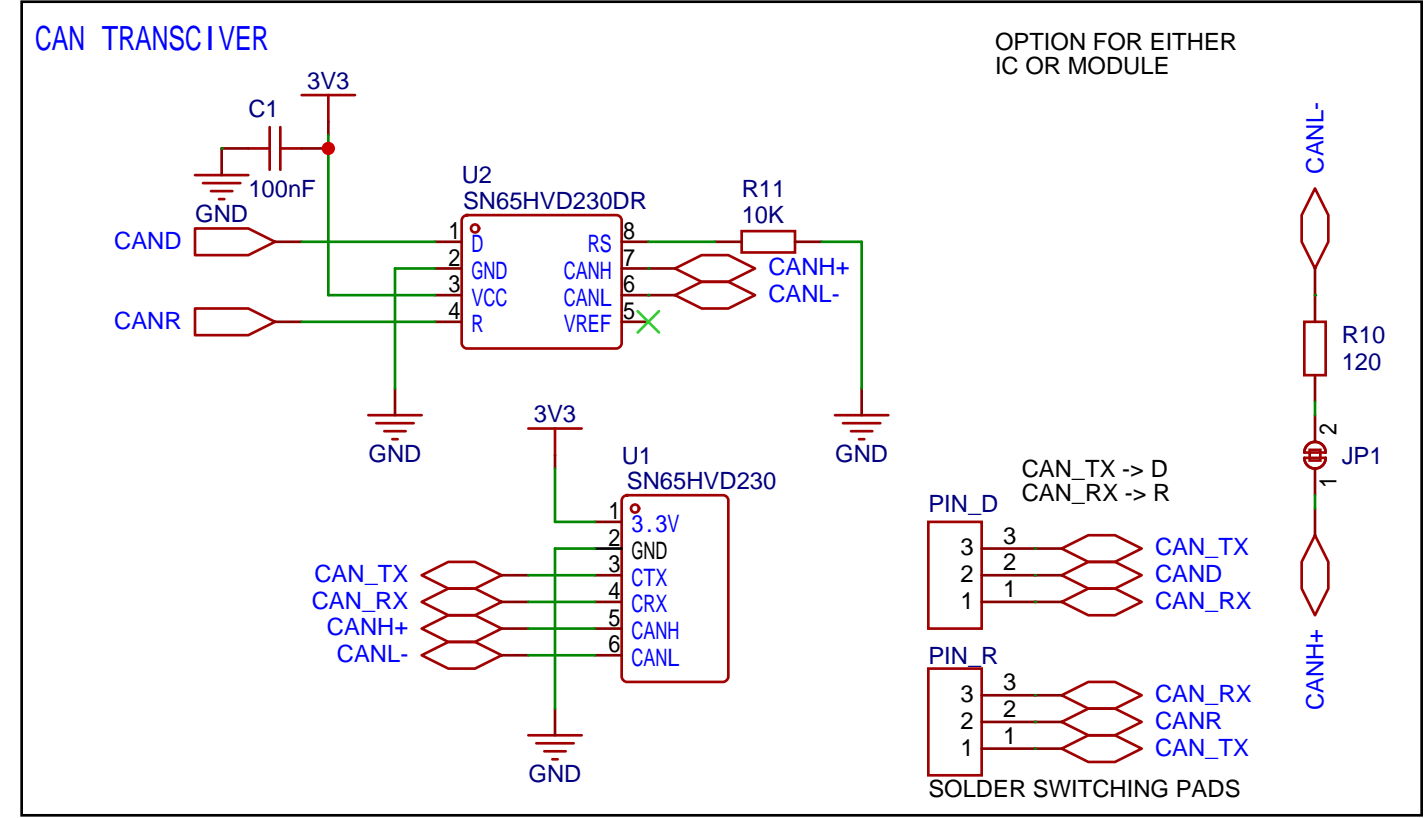 CAN TRANSCIVER
OPTION FOR EITHER
IC OR MODULE
3V3
C1
100nF
GND
U2
SN65HVD230DR
CAND
CANR
1
D
2
GND
3
VCC
4
R
8
RS
7
CANH
6
CANL
5
VREF
R11
10K
CANH+
CANL-
GND
GND
3V3
U1
SN65HVD230
1
3.3V
2
GND
3
CTX
4
CRX
5
CANH
6
CANL
CAN_TX
CAN_RX
CANH+
CANL-
GND
CAN_TX -> D
CAN_RX -> R
PIN_D
3 3 CAN_TX
2 2 CAND
1 1 CAN_RX
PIN_R
3 3 CAN_RX
2 2 CANR
1 1 CAN_TX
SOLDER SWITCHING PADS
CANL-
R10
120
2
JP1
1
CANH+